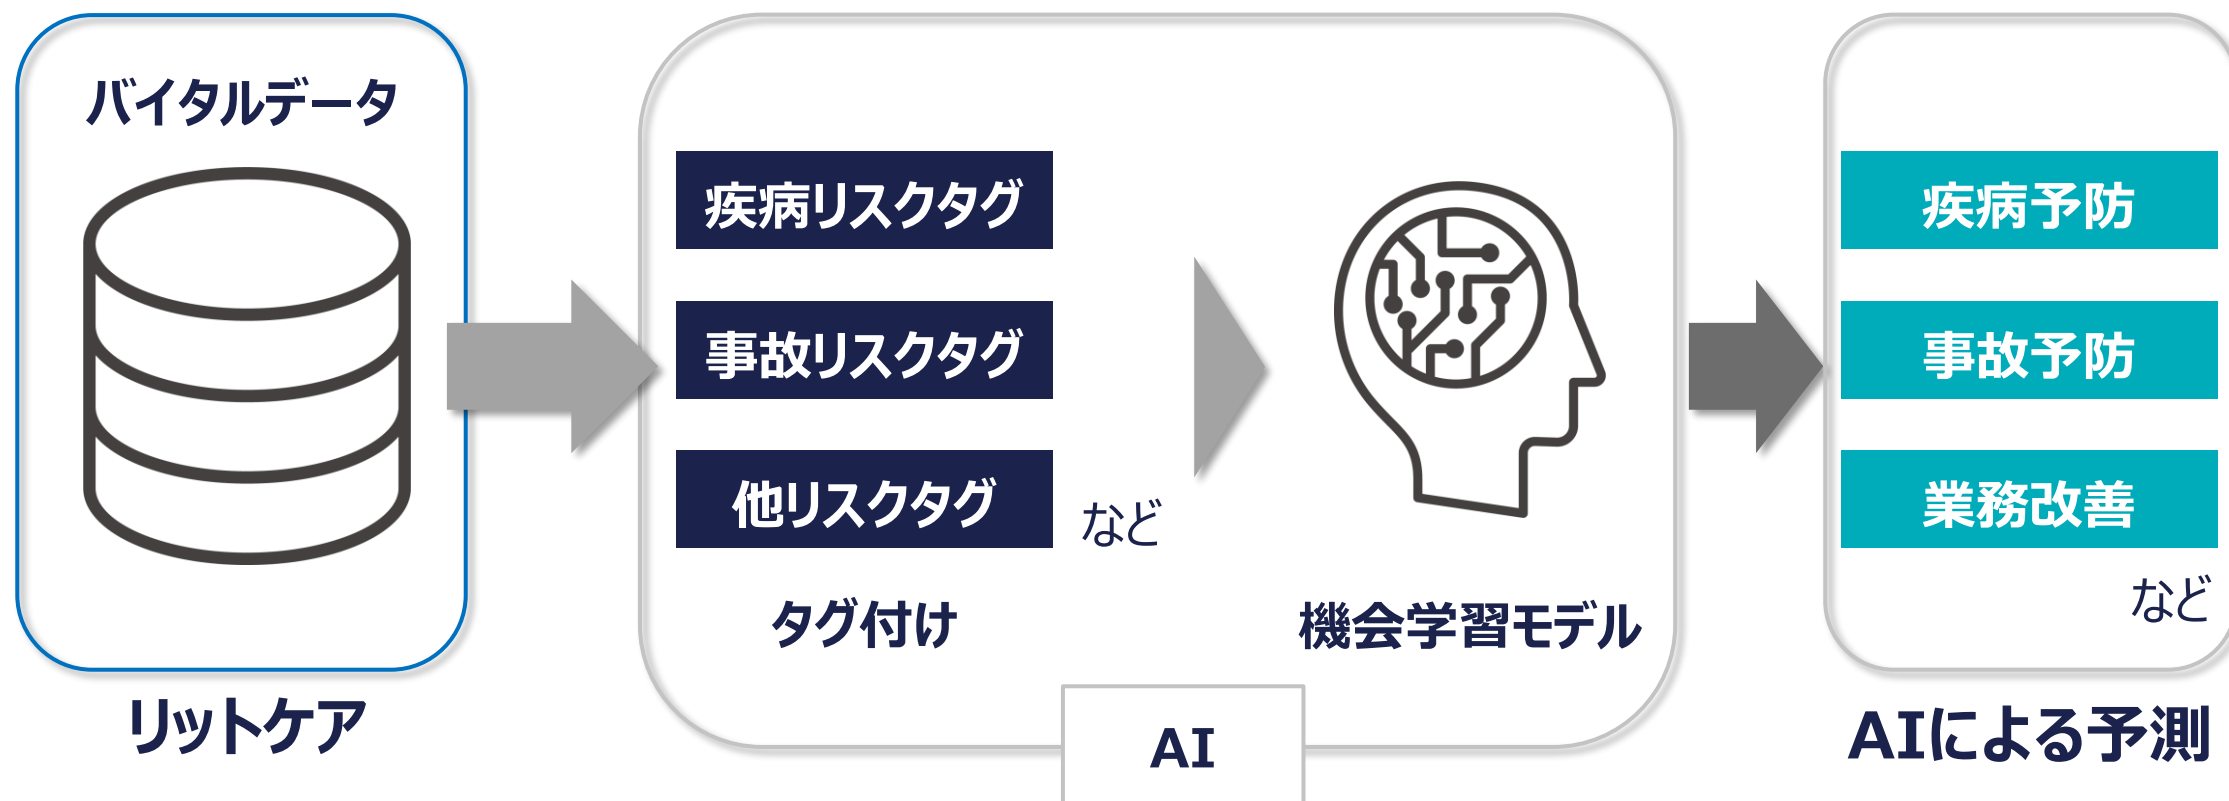 バイタルデータ
リットケア
疾病リスクタグ
事故リスクタグ
他リスクタグ
など
タグ付け
機会学習モデル
AI
疾病予防
事故予防
業務改善
など
AIによる予測